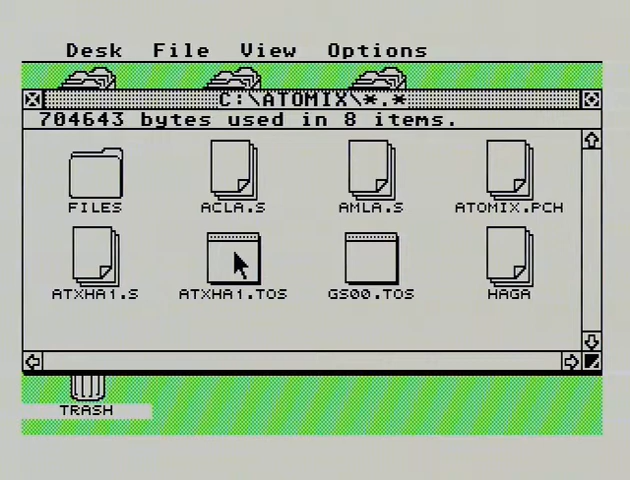 Desk File View Options
C:\ATOMIX\*.*
704643 bytes used in 8 items.
FILES ACLA.S AMLA.S ATOMIX.PCH
ATXHA1.S ATXHA1.TOS GS00.TOS HAGA
TRASH